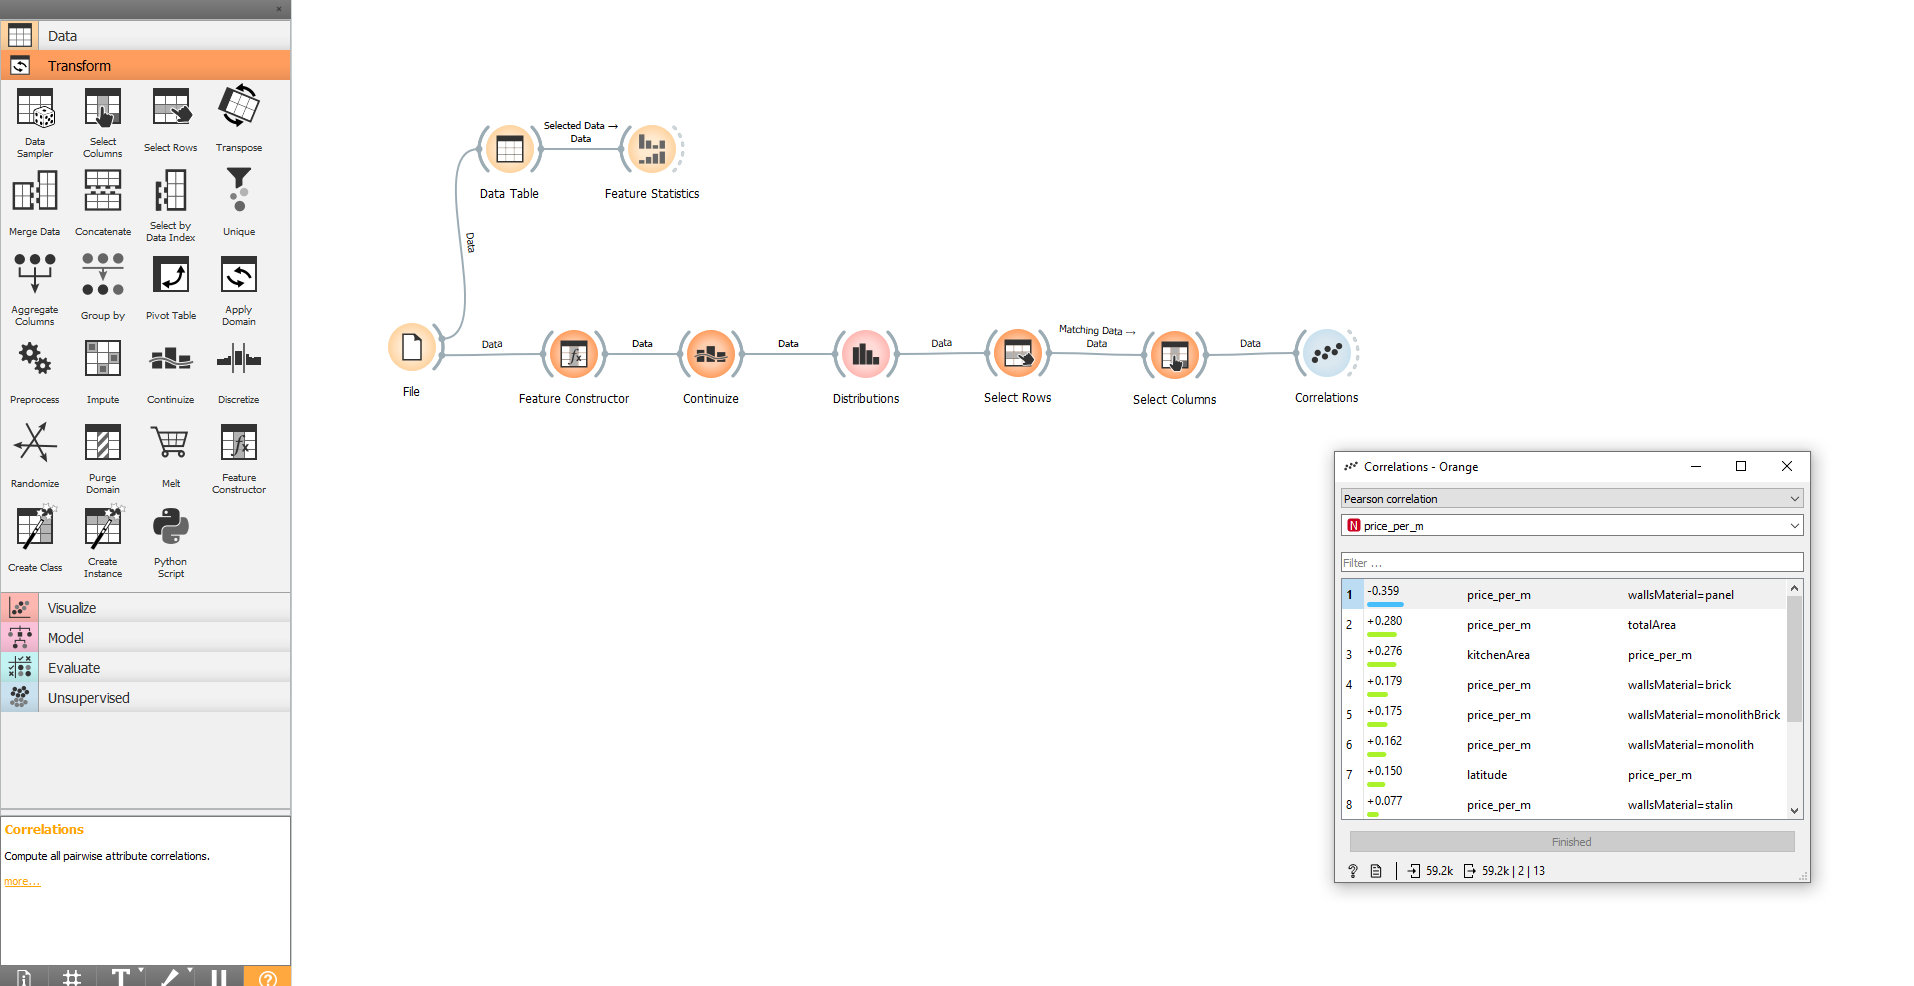 ×
Data
Transform
Data
Sampler
Select
Columns
Select Rows
Transpose
Merge Data
Concatenate
Select by
Data Index
Unique
Aggregate
Columns
Group by
Pivot Table
Apply
Domain
Preprocess
Impute
Continuize
Discretize
Randomize
Purge
Domain
Melt
Feature
Constructor
Create Class
Create
Instance
Python
Script
Visualize
Model
Evaluate
Unsupervised
Correlations
Compute all pairwise attribute correlations.
more...
Selected Data →
Data
Data Table
Feature Statistics
Data
File
Data
Feature Constructor
Data
Continuize
Data
Distributions
Data
Select Rows
Matching Data →
Data
Select Columns
Data
Correlations
Correlations - Orange
Pearson correlation
N price_per_m
Filter ...
1 -0.359 price_per_m wallsMaterial=panel
2 +0.280 price_per_m totalArea
3 +0.276 kitchenArea price_per_m
4 +0.179 price_per_m wallsMaterial=brick
5 +0.175 price_per_m wallsMaterial=monolithBrick
6 +0.162 price_per_m wallsMaterial=monolith
7 +0.150 latitude price_per_m
8 +0.077 price_per_m wallsMaterial=stalin
Finished
? 59.2k 59.2k | 2 | 13